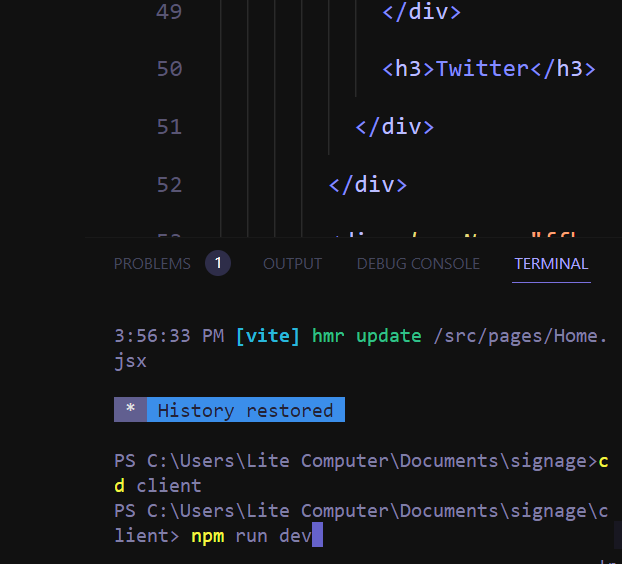 49 </div>
50 <h3>Twitter</h3>
51 </div>
52 </div>
PROBLEMS 1 OUTPUT DEBUG CONSOLE TERMINAL
3:56:33 PM [vite] hmr update /src/pages/Home.
jsx
* History restored
PS C:\Users\Lite Computer\Documents\signage>c
d client
PS C:\Users\Lite Computer\Documents\signage\c
lient> npm run dev